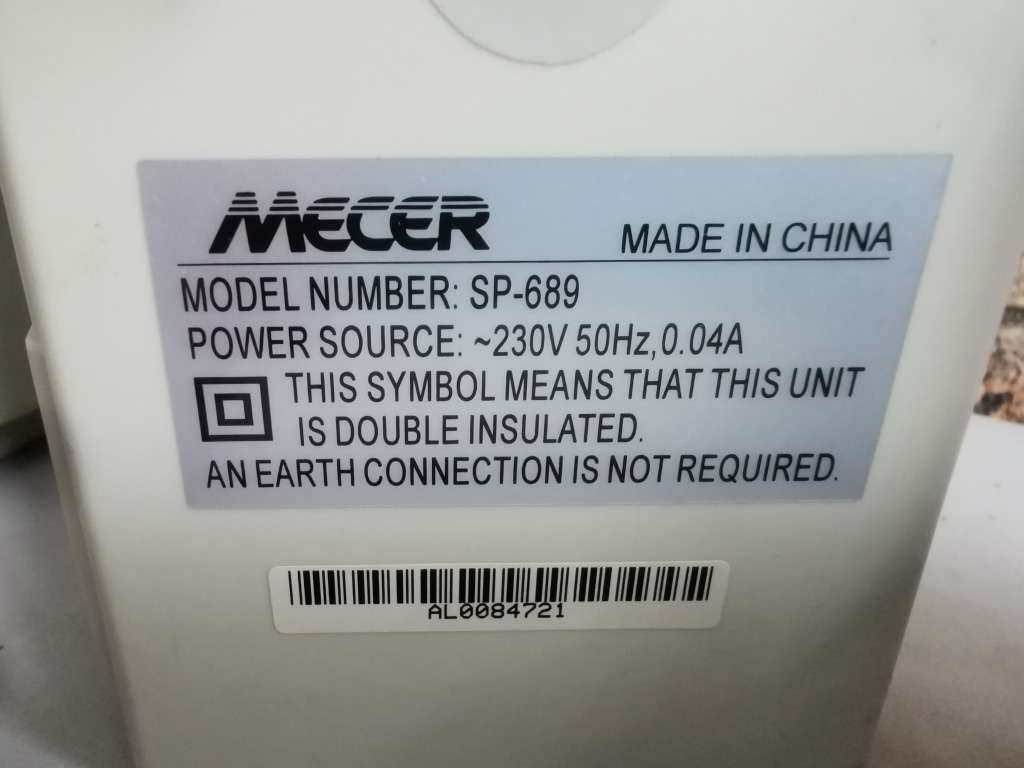 MECER MADE IN CHINA
MODEL NUMBER: SP-689
POWER SOURCE: ~230V 50Hz,0.04A
THIS SYMBOL MEANS THAT THIS UNIT
IS DOUBLE INSULATED.
AN EARTH CONNECTION IS NOT REQUIRED.
AL0084721